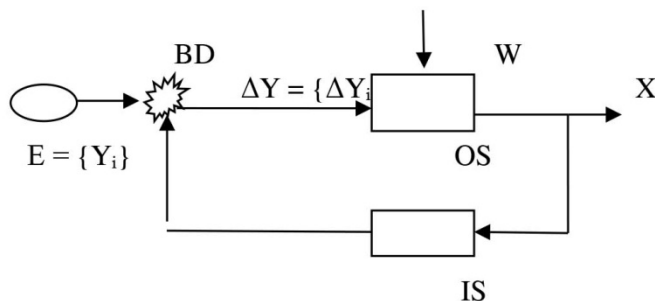 BD
W
ΔY = {ΔYᵢ
X
E = {Yᵢ}
OS
IS